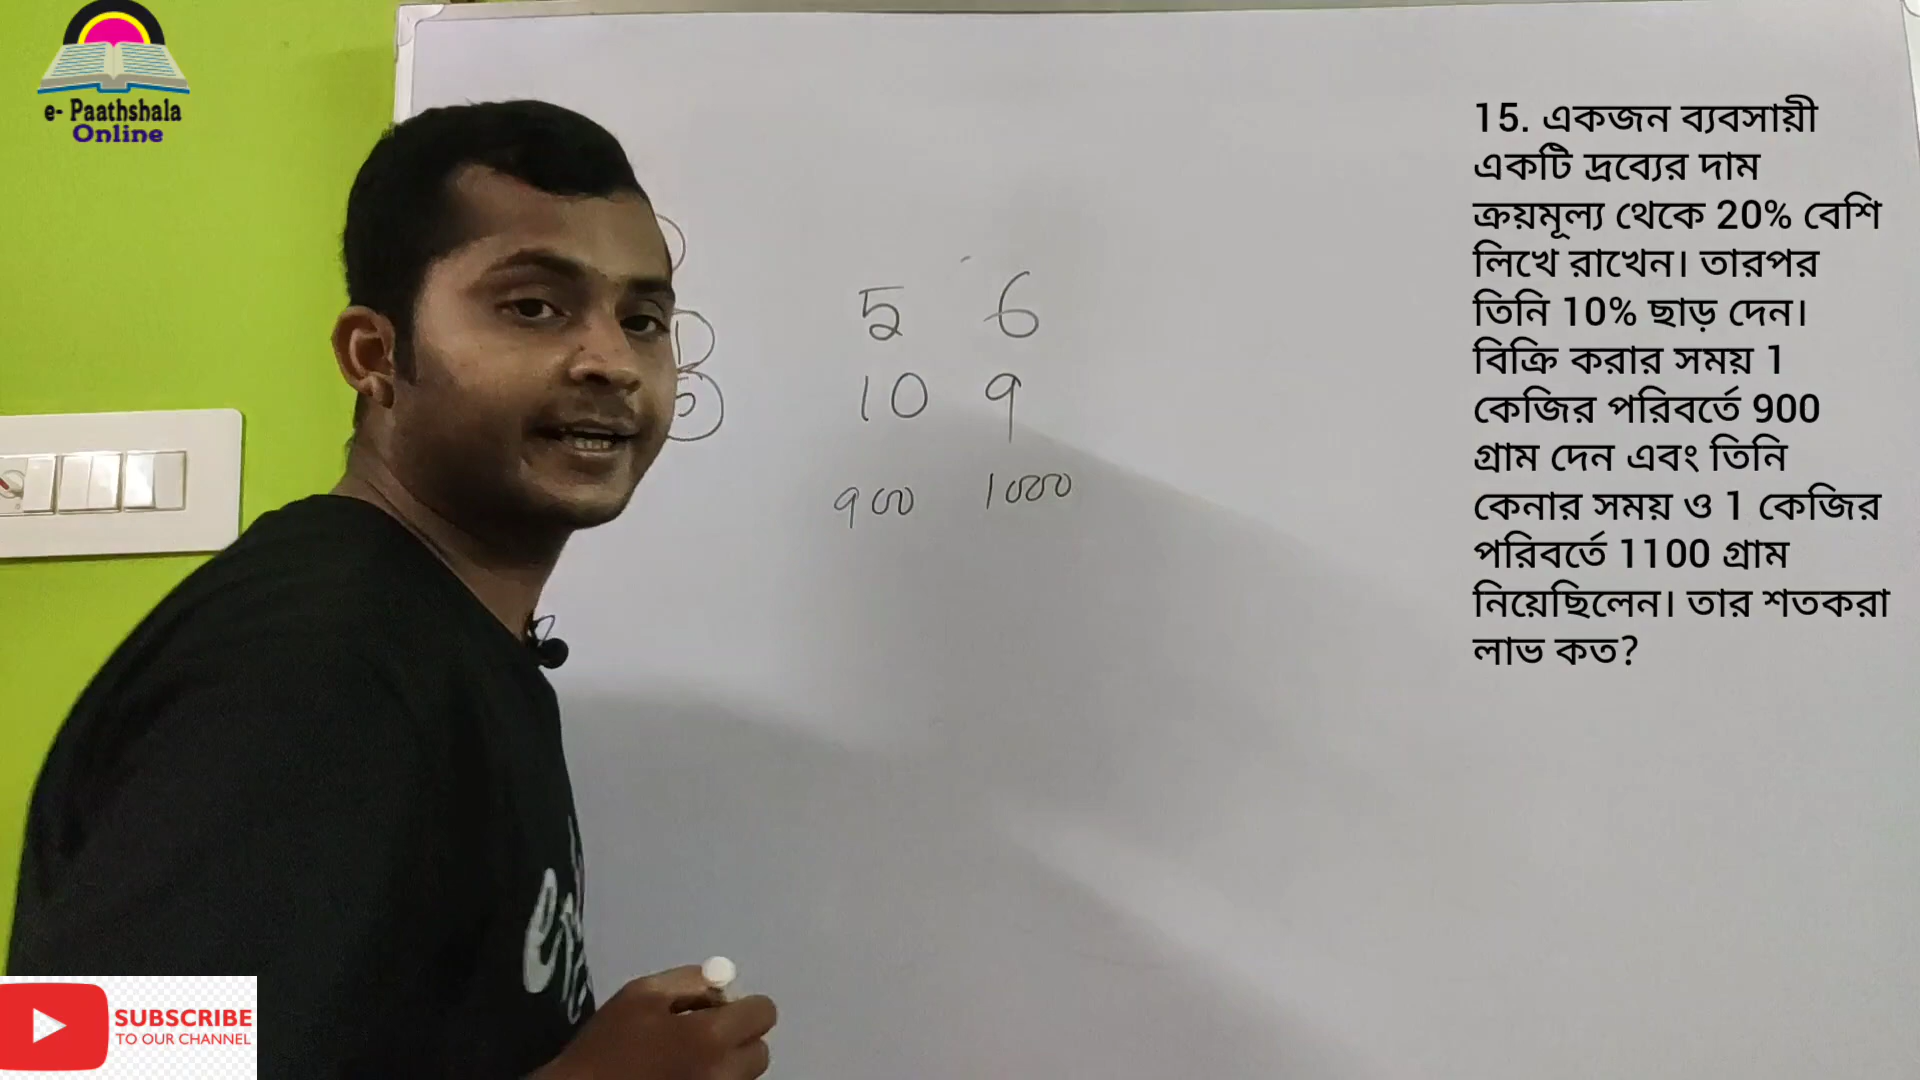 e- Paathshala
Online
15. একজন ব্যবসায়ী
একটি দ্রব্যের দাম
ক্রয়মূল্য থেকে 20% বেশি
লিখে রাখেন। তারপর
তিনি 10% ছাড় দেন।
বিক্রি করার সময় 1
কেজির পরিবর্তে 900
গ্রাম দেন এবং তিনি
কেনার সময় ও 1 কেজির
পরিবর্তে 1100 গ্রাম
নিয়েছিলেন। তার শতকরা
লাভ কত?
5 6
10 9
900 1000
SUBSCRIBE
TO OUR CHANNEL